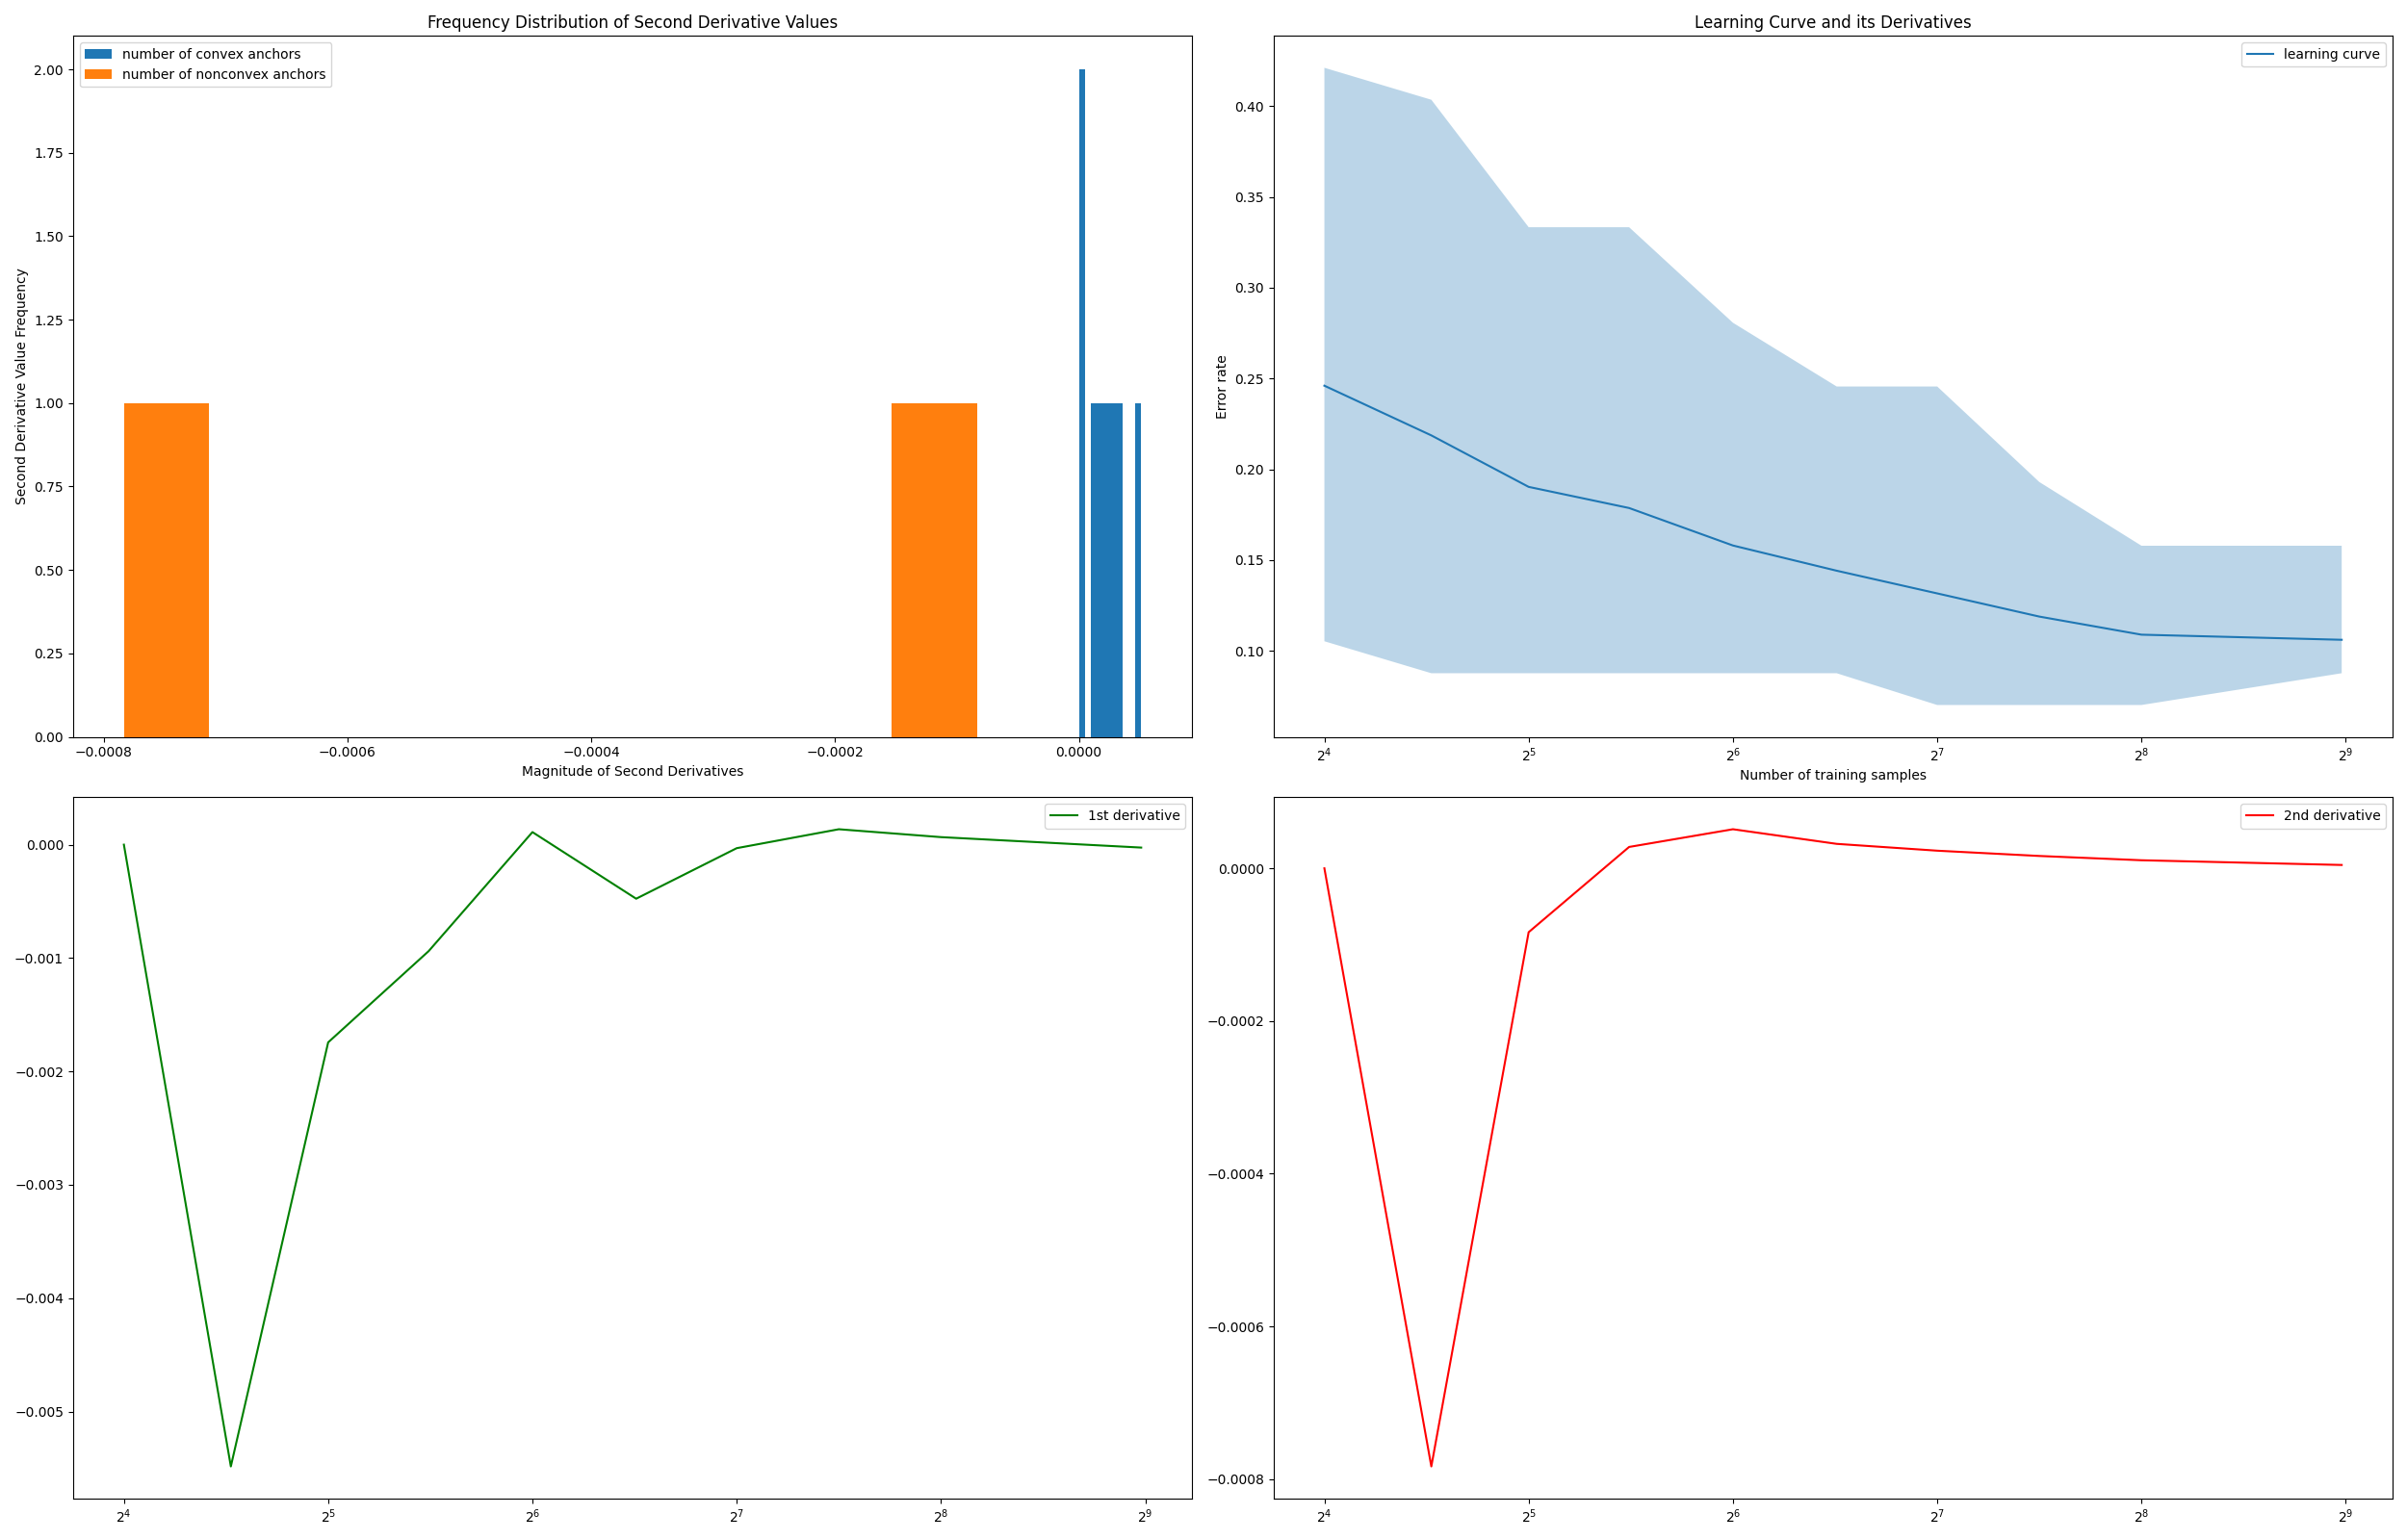 Frequency Distribution of Second Derivative Values
number of convex anchors
number of nonconvex anchors
Second Derivative Value Frequency
2.00
1.75
1.50
1.25
1.00
0.75
0.50
0.25
0.00
−0.0008 −0.0006 −0.0004 −0.0002 0.0000
Magnitude of Second Derivatives
Learning Curve and its Derivatives
learning curve
Error rate
0.40
0.35
0.30
0.25
0.20
0.15
0.10
2⁴ 2⁵ 2⁶ 2⁷ 2⁸ 2⁹
Number of training samples
1st derivative
0.000
−0.001
−0.002
−0.003
−0.004
−0.005
2⁴ 2⁵ 2⁶ 2⁷ 2⁸ 2⁹
2nd derivative
0.0000
−0.0002
−0.0004
−0.0006
−0.0008
2⁴ 2⁵ 2⁶ 2⁷ 2⁸ 2⁹